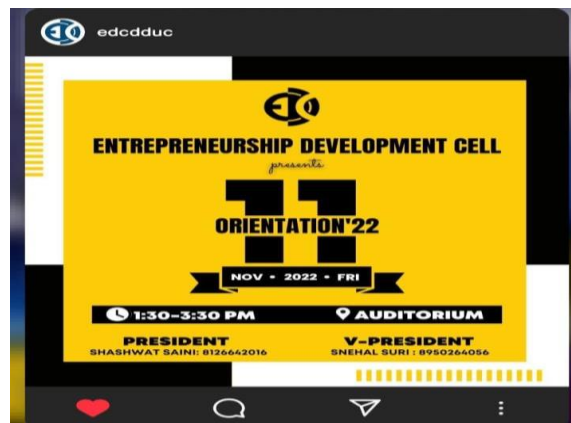 edcdduc
EDC
ENTREPRENEURSHIP DEVELOPMENT CELL
presents
11
ORIENTATION'22
NOV - 2022 - FRI
1:30-3:30 PM
AUDITORIUM
PRESIDENT
SHASHWAT SAINI: 8126642016
V-PRESIDENT
SNEHAL SURI : 8950264056